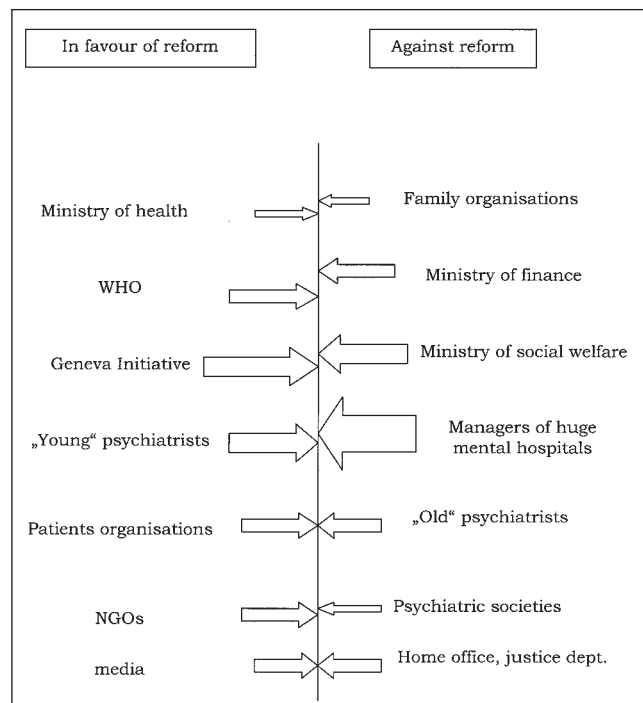 In favour of reform
Against reform
Ministry of health
Family organisations
WHO
Ministry of finance
Geneva Initiative
Ministry of social welfare
„Young“ psychiatrists
Managers of huge
mental hospitals
Patients organisations
„Old“ psychiatrists
NGOs
Psychiatric societies
media
Home office, justice dept.